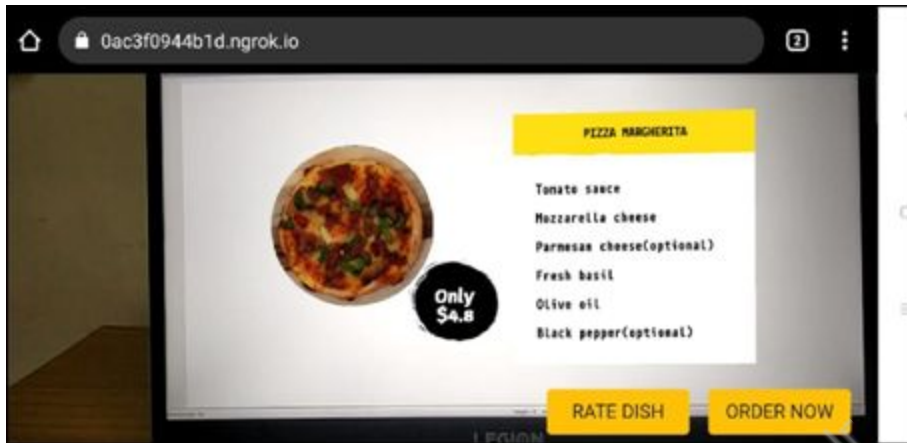 0ac3f0944b1d.ngrok.io
2
PIZZA MARGHERITA
Tomato sauce
Mozzarella cheese
Parmesan cheese(optional)
Fresh basil
Olive oil
Black pepper(optional)
Only
$4.8
RATE DISH
ORDER NOW
LEGION